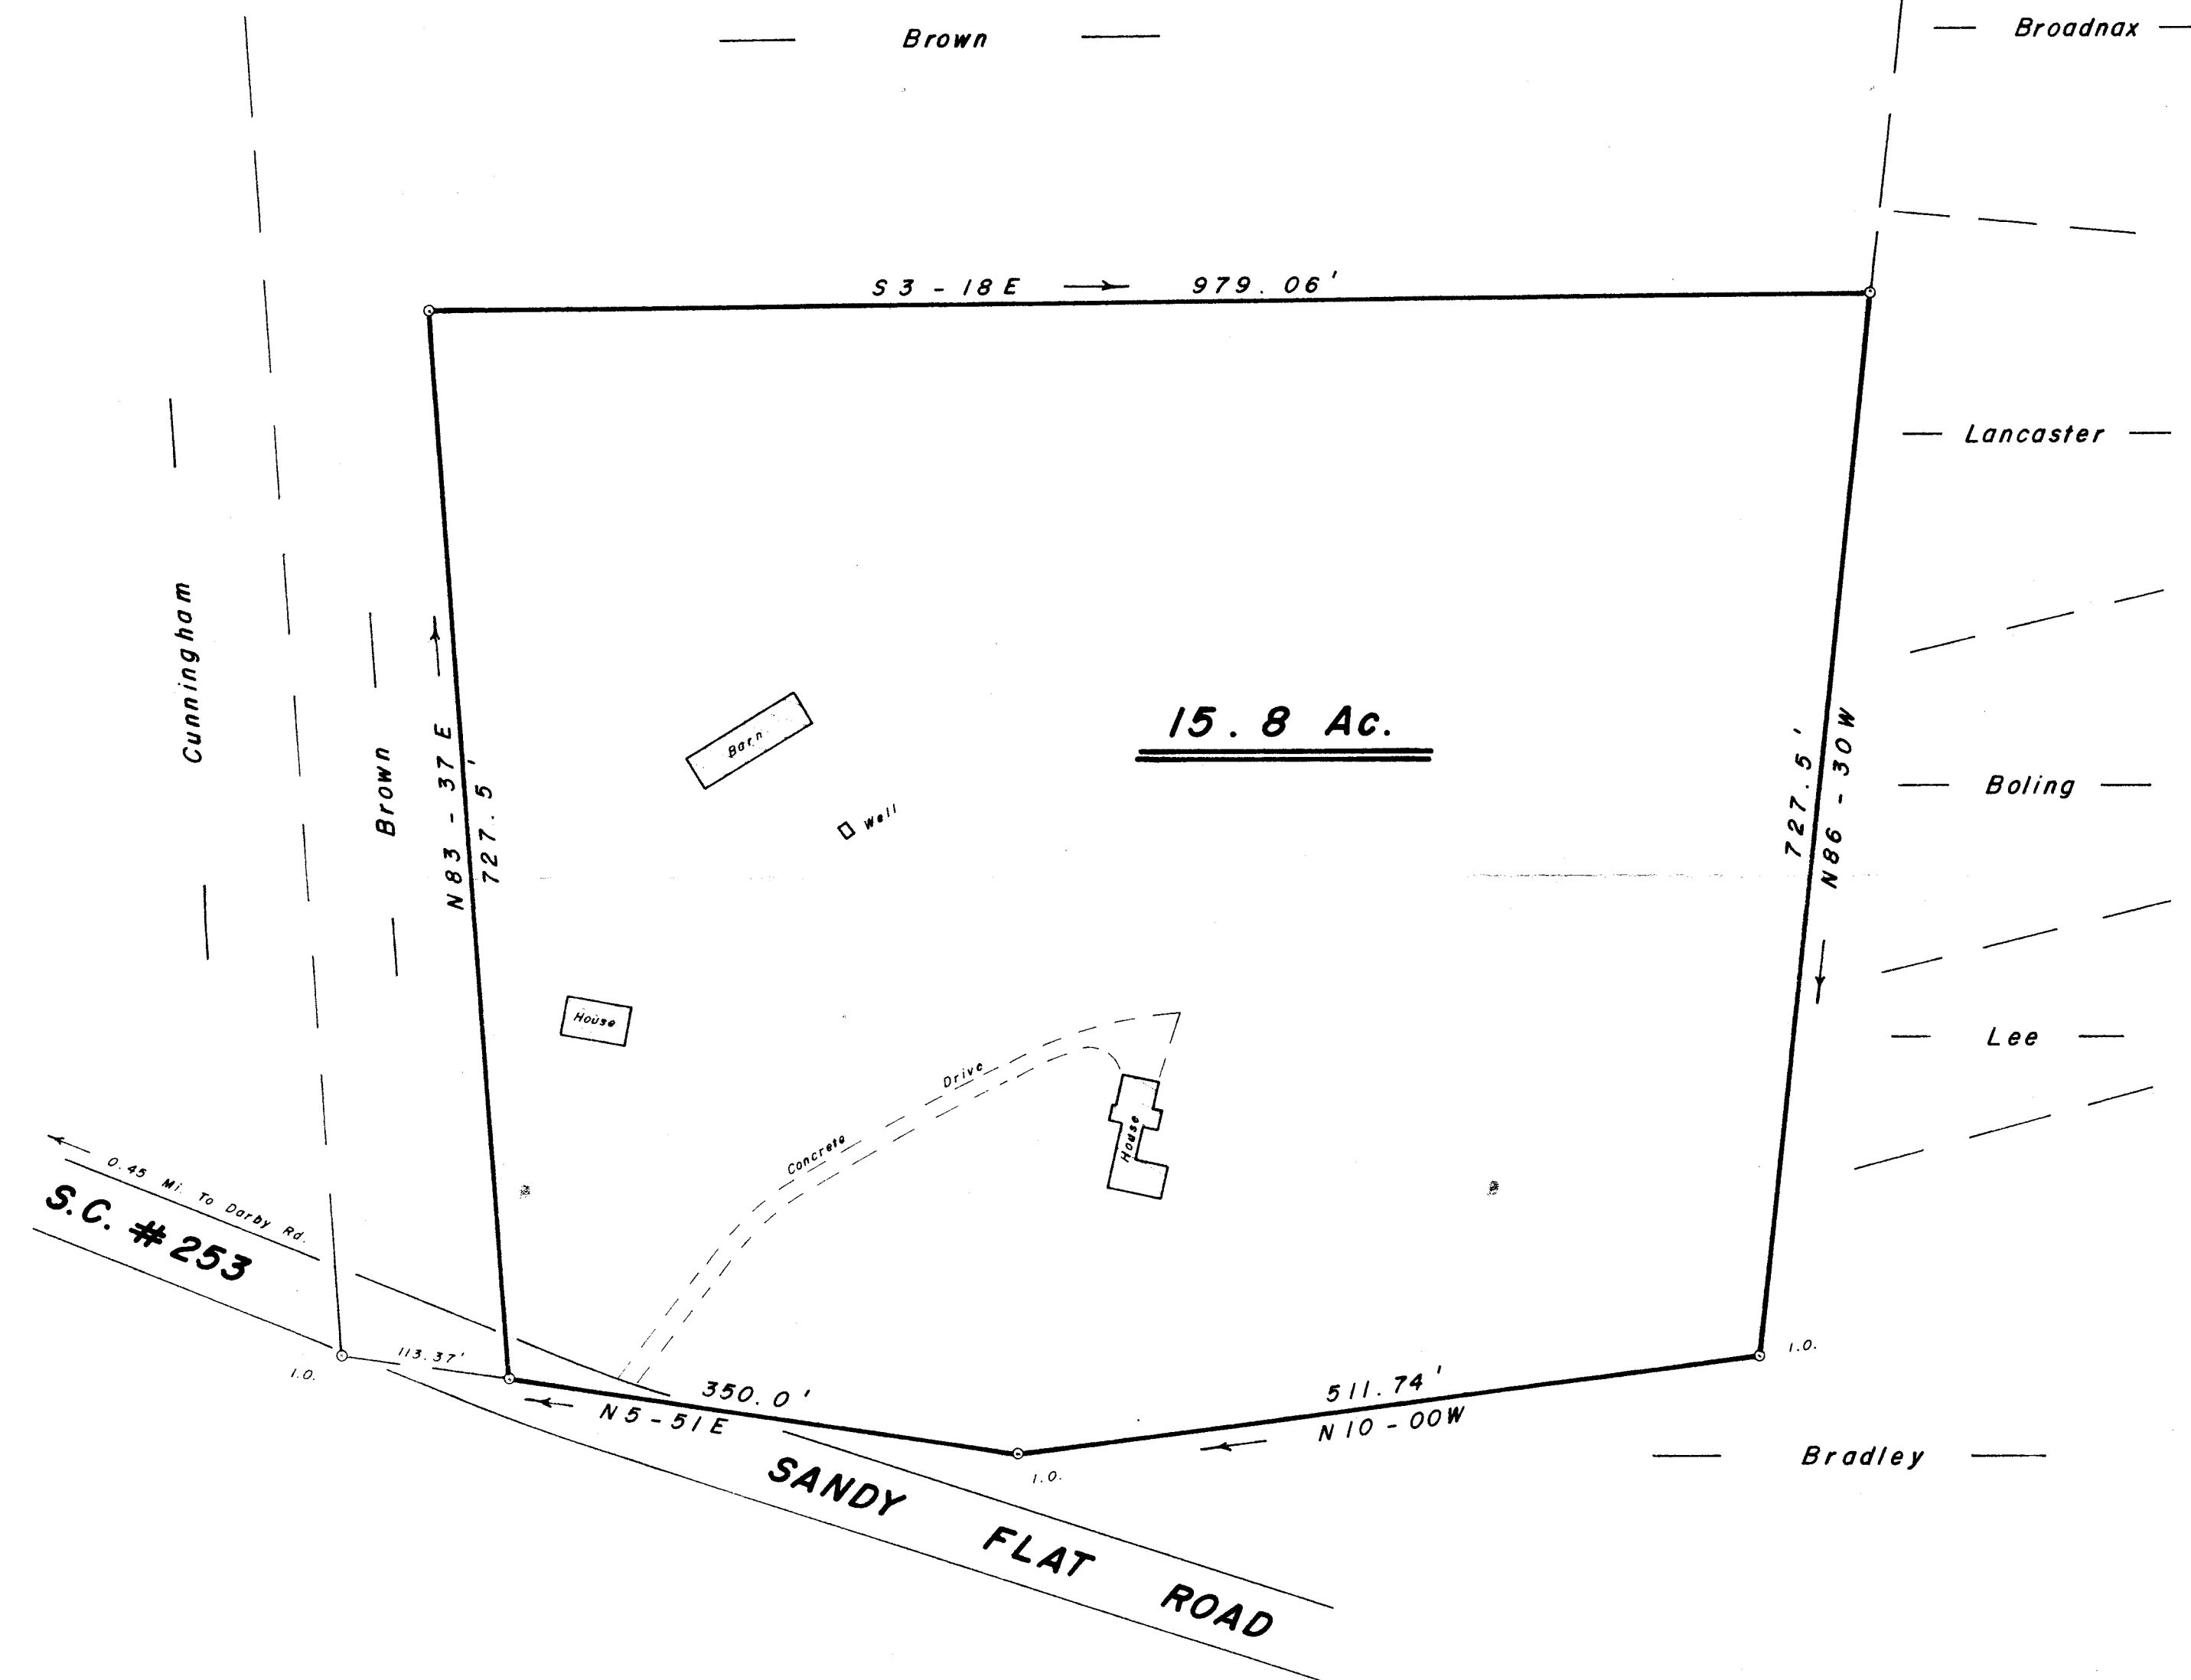 Brown
Broadnax
S 3 - 18 E 979.06'
Lancaster
Cunningham
Brown
N 83 - 37 E
727.5'
Barn
15.8 Ac.
Well
727.5'
N 86 - 30 W
Boling
House
Lee
Concrete Drive
House
0.45 Mi. To Darby Rd.
S.C. #253
113.37'
I.O.
350.0'
N 5 - 51 E
511.74'
N 10 - 00 W
I.O.
I.O.
Bradley
SANDY FLAT ROAD